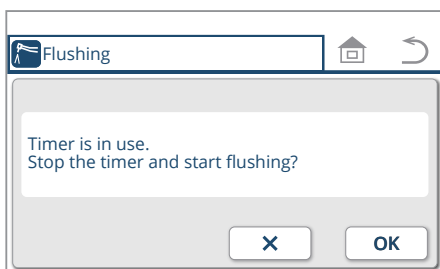 Flushing
Timer is in use.
Stop the timer and start flushing?
OK